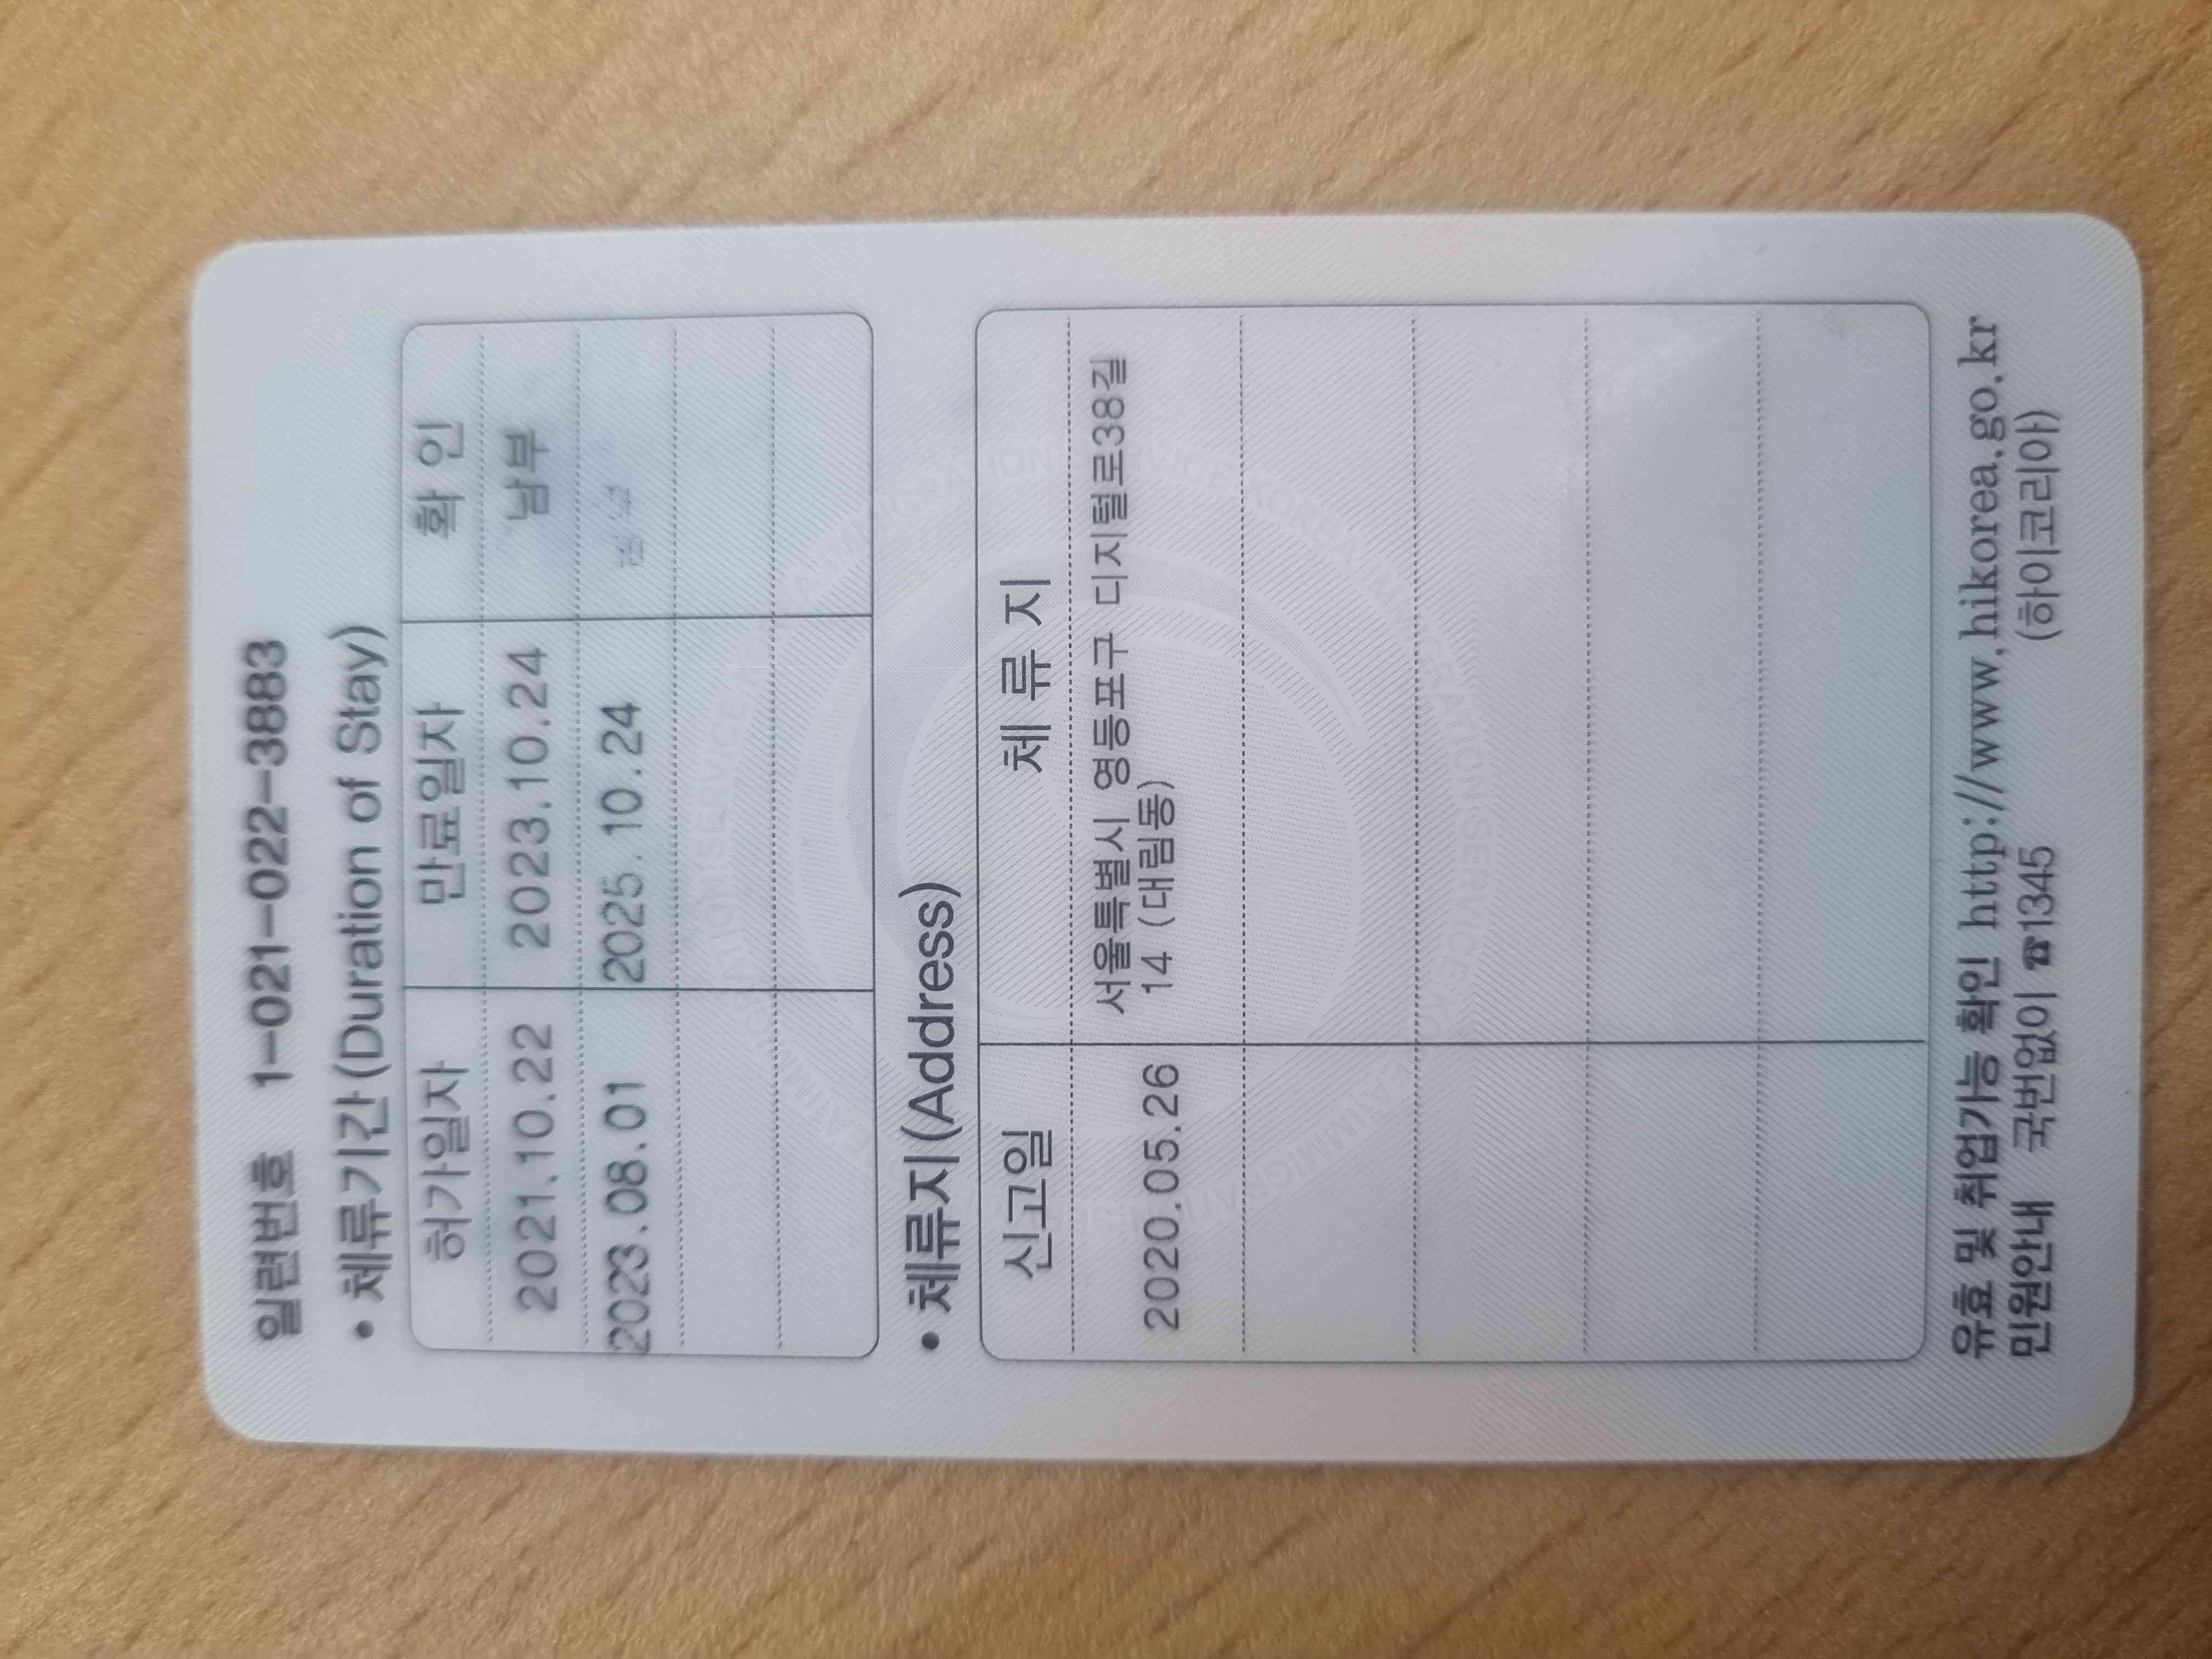 일련번호 1-021-022-3883
• 체류기간 (Duration of Stay)
허가일자 만료일자 확 인
2021.10.22 2023.10.24 남부
2023.08.01 2025.10.24
• 체류지 (Address)
신고일 체 류 지
2020.05.26 서울특별시 영등포구 디지털로38길
14 (대림동)
유효 및 취업가능 확인 http://www.hikorea.go.kr
민원안내 국번없이 ☎1345 (하이코리아)